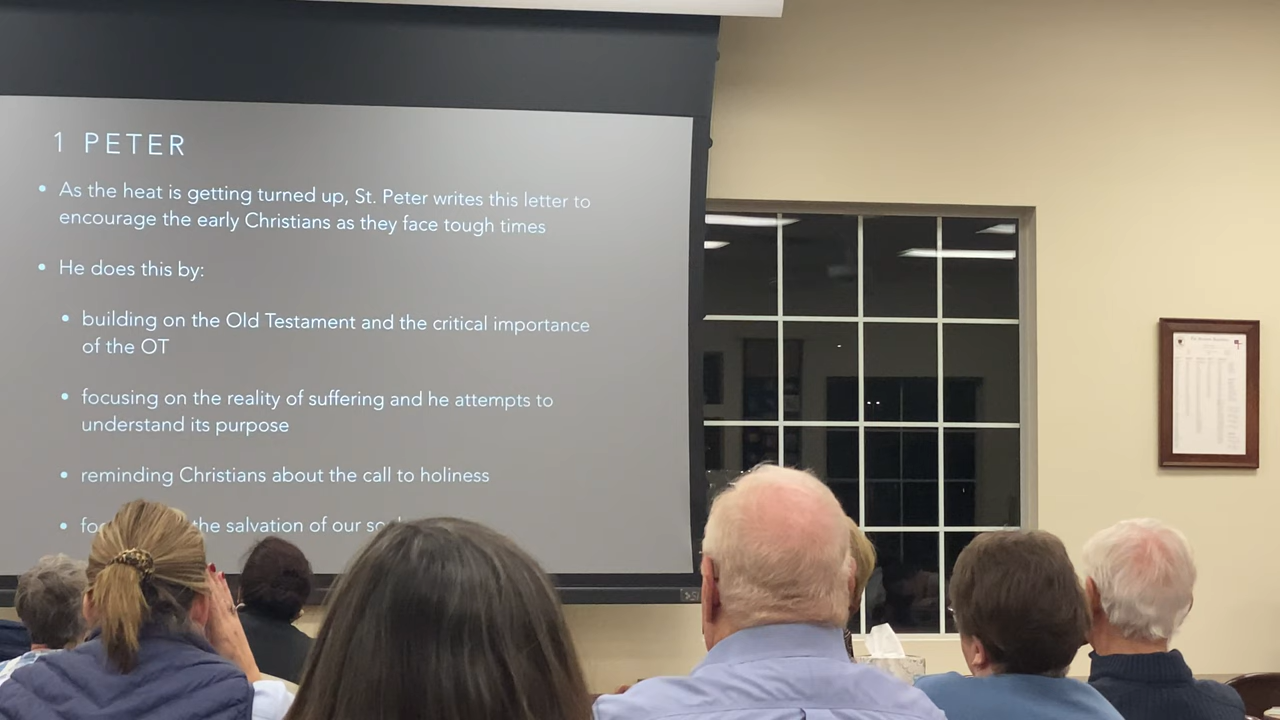 1 PETER
• As the heat is getting turned up, St. Peter writes this letter to
encourage the early Christians as they face tough times
• He does this by:
• building on the Old Testament and the critical importance
of the OT
• focusing on the reality of suffering and he attempts to
understand its purpose
• reminding Christians about the call to holiness
• the salvation of our